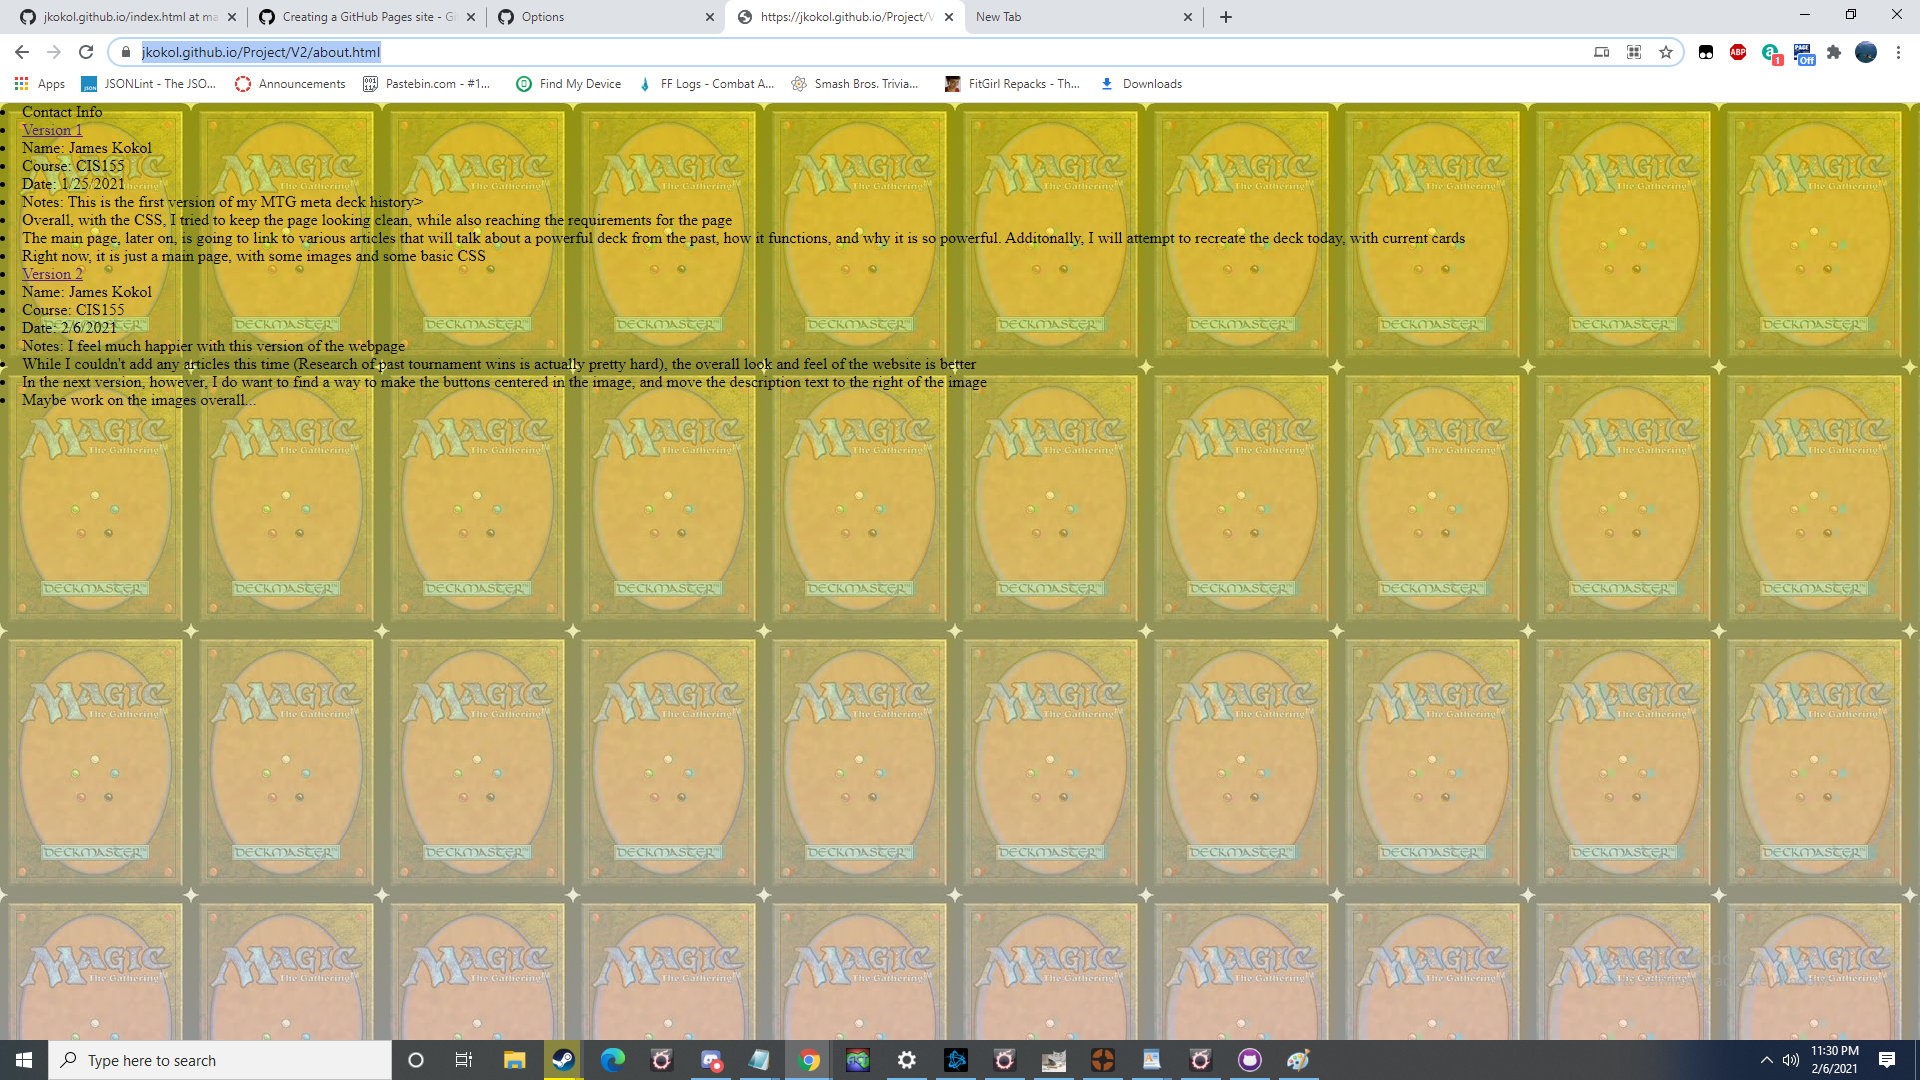 jkokol.github.io/index.html at ma
Creating a GitHub Pages site - Gi
Options
https://jkokol.github.io/Project/V
New Tab
jkokol.github.io/Project/V2/about.html
ABP
1
PAGE
Off
Apps
JSON
JSONLint - The JSO...
Assignments
Pastebin.com - #1...
Find My Device
FF Logs - Combat A...
Smash Bros. Trivia...
FitGirl Repacks - Th...
Downloads
Contact Info
Version 1
Name: James Kokol
Course: CIS155
Date: 1/25/2021
Notes: This is the first version of my MTG meta deck history>
Overall, with the CSS, I tried to keep the page looking clean, while also reaching the requirements for the page
The main page, later on, is going to link to various articles that will talk about a powerful deck from the past, how it functions, and why it is so powerful. Additonally, I will attempt to recreate the deck today, with current cards
Right now, it is just a main page, with some images and some basic CSS
Version 2
Name: James Kokol
Course: CIS155
Date: 2/6/2021
Notes: I feel much happier with this version of the webpage
While I couldn't add any articles this time (Research of past tournament wins is actually pretty hard), the overall look and feel of the website is better
In the next version, however, I do want to find a way to make the buttons centered in the image, and move the description text to the right of the image
Maybe work on the images overall...
MAGIC
The Gathering
DECKMASTER
Type here to search
11:30 PM
2/6/2021